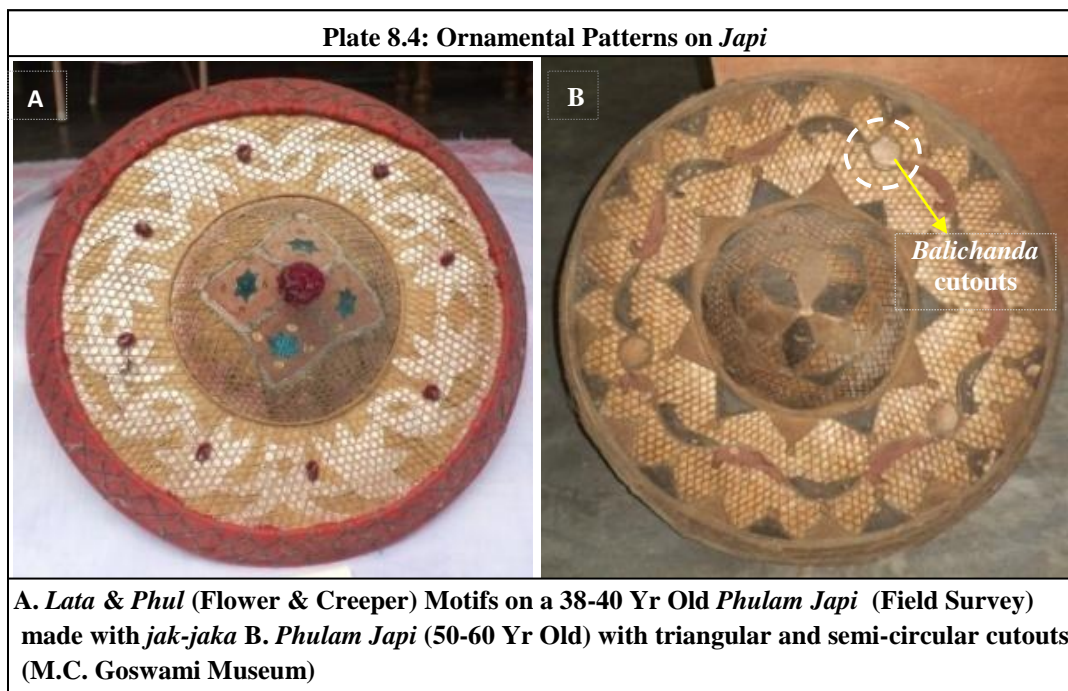 Plate 8.4: Ornamental Patterns on Japi
A
B
Balichanda
cutouts
A. Lata & Phul (Flower & Creeper) Motifs on a 38-40 Yr Old Phulam Japi (Field Survey)
made with jak-jaka B. Phulam Japi (50-60 Yr Old) with triangular and semi-circular cutouts
(M.C. Goswami Museum)